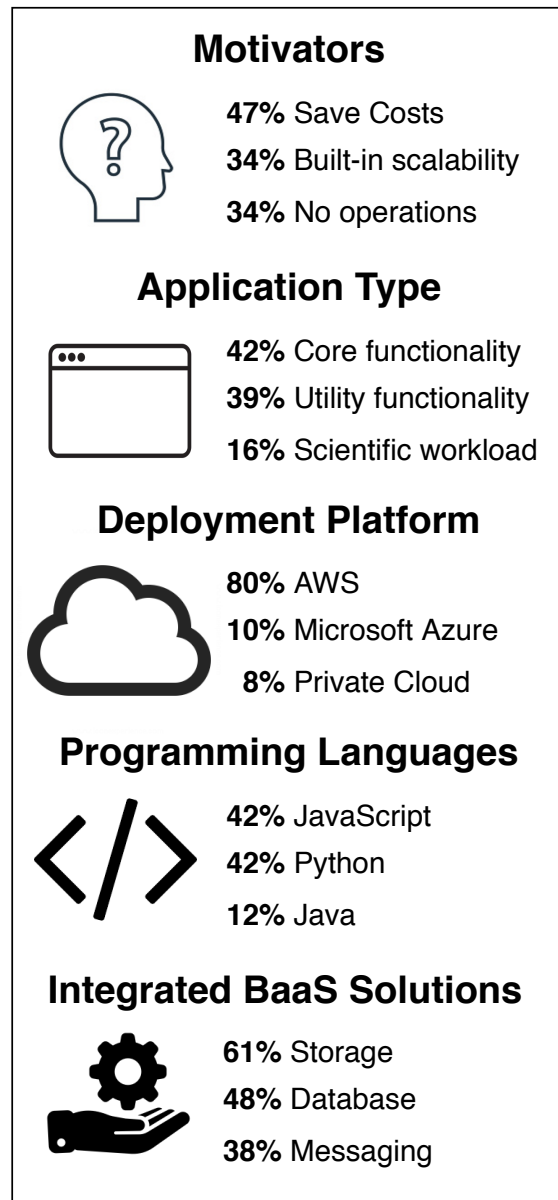 Motivators
47% Save Costs
34% Built-in scalability
34% No operations
Application Type
42% Core functionality
39% Utility functionality
16% Scientific workload
Deployment Platform
80% AWS
10% Microsoft Azure
8% Private Cloud
Programming Languages
42% JavaScript
42% Python
12% Java
Integrated BaaS Solutions
61% Storage
48% Database
38% Messaging